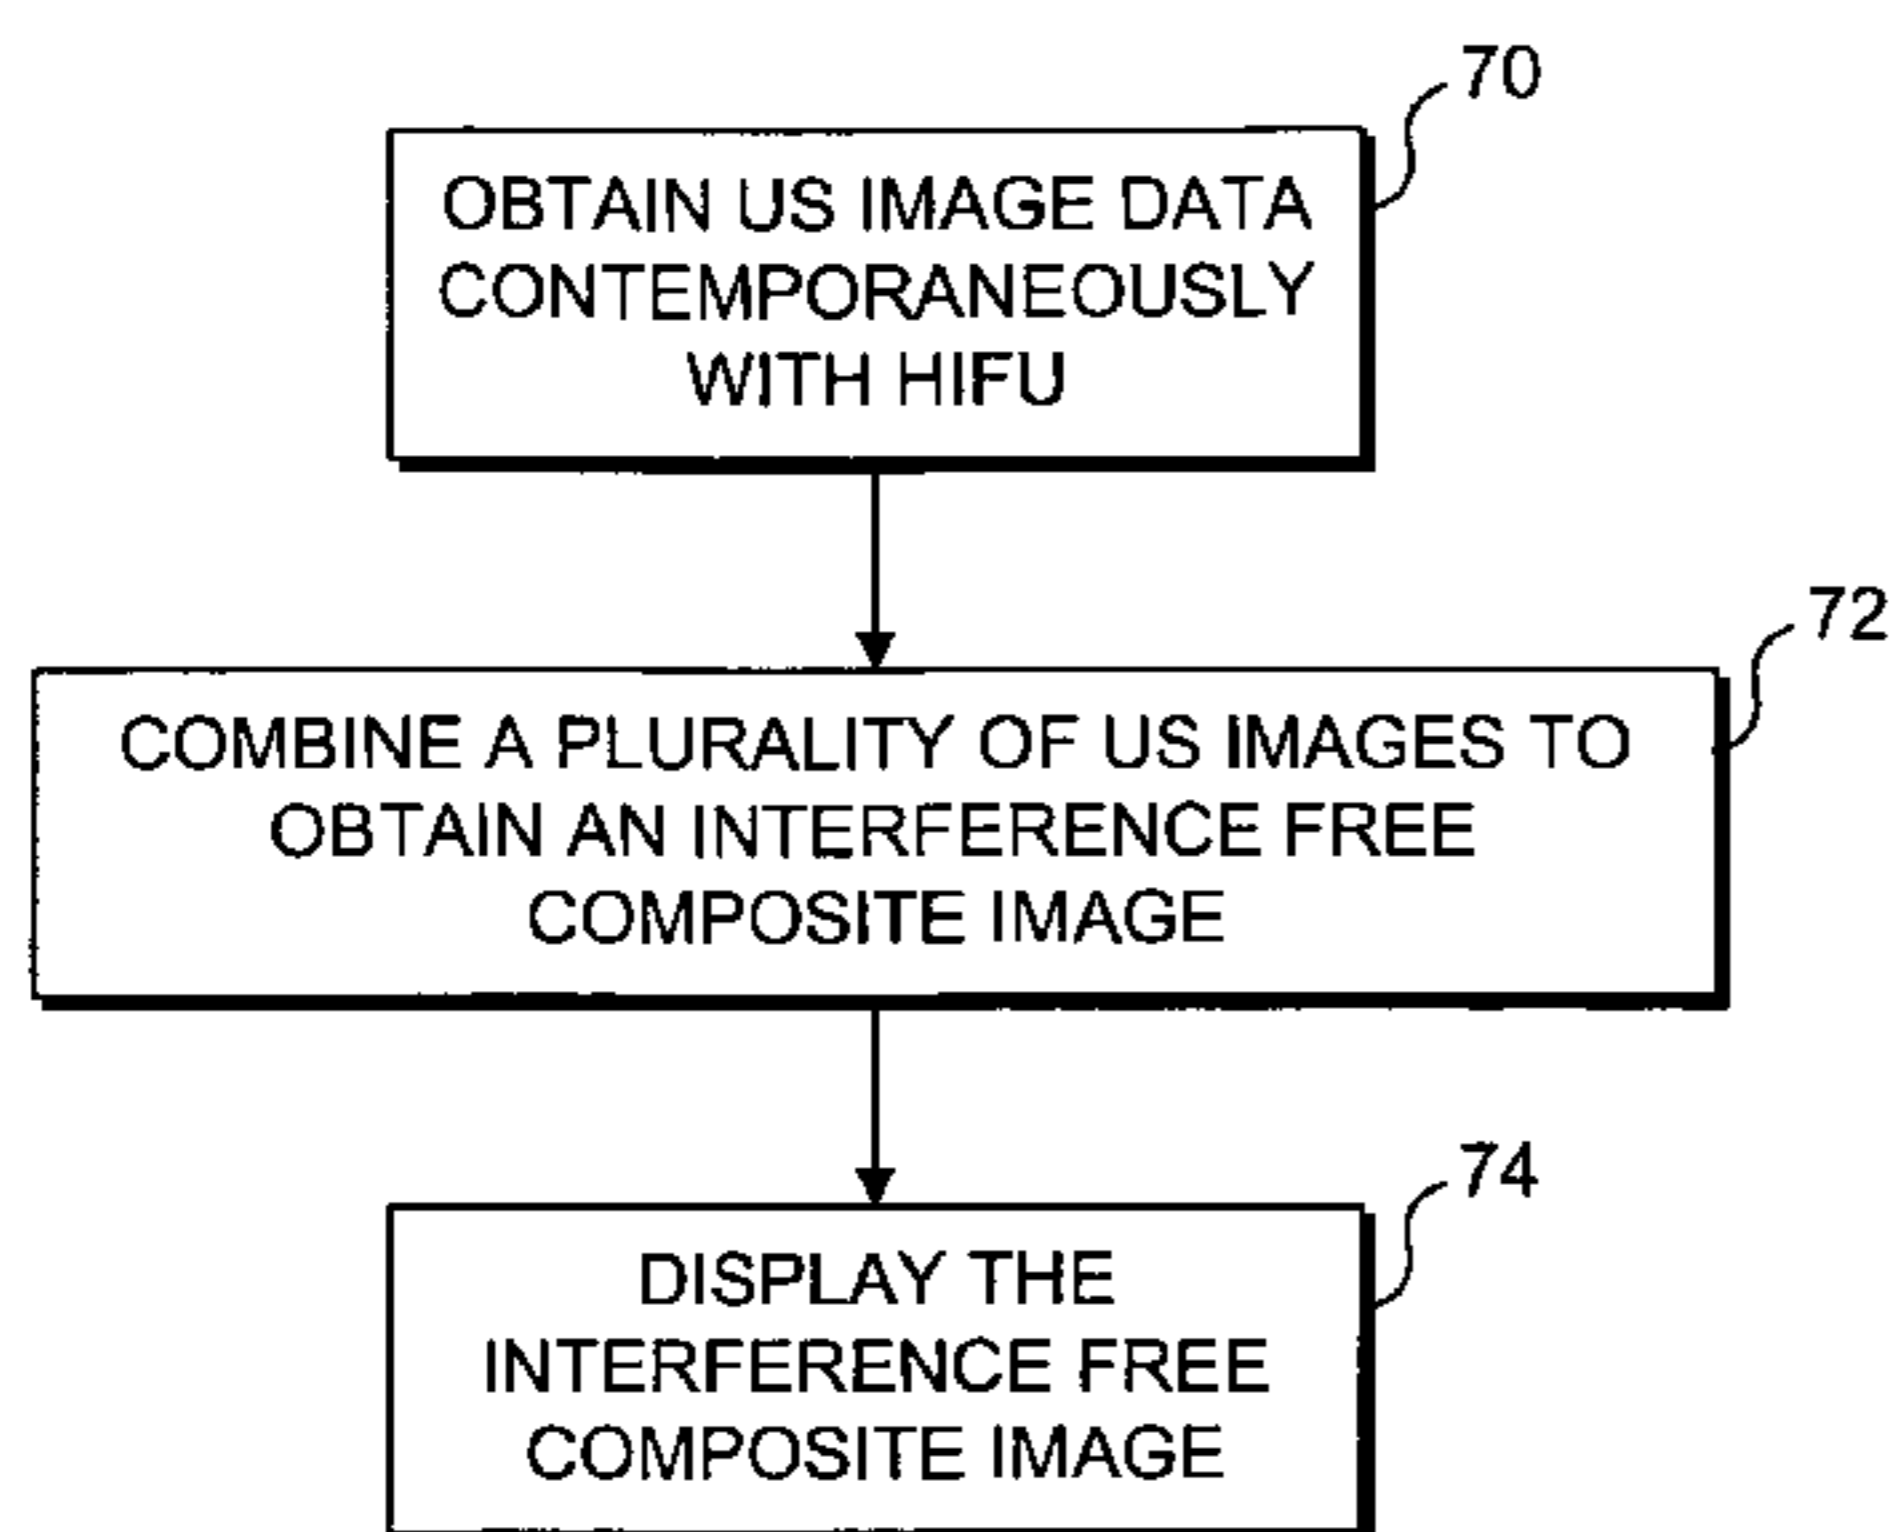 70
OBTAIN US IMAGE DATA
CONTEMPORANEOUSLY
WITH HIFU
72
COMBINE A PLURALITY OF US IMAGES TO
OBTAIN AN INTERFERENCE FREE
COMPOSITE IMAGE
74
DISPLAY THE
INTERFERENCE FREE
COMPOSITE IMAGE